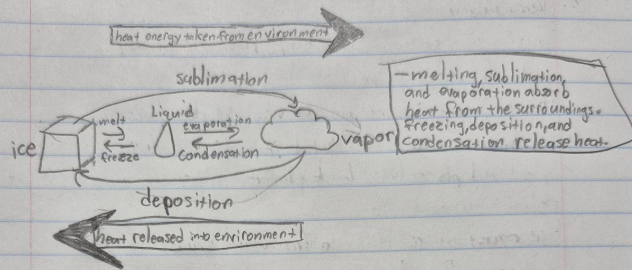 heat energy taken from environment
sublimation
-melting, sublimation,
and evaporation absorb
heat from the surroundings.
freezing, deposition, and
condensation release heat.
Liquid
melt
evaporation
ice
freeze
condensation
vapor
deposition
heat released into environment